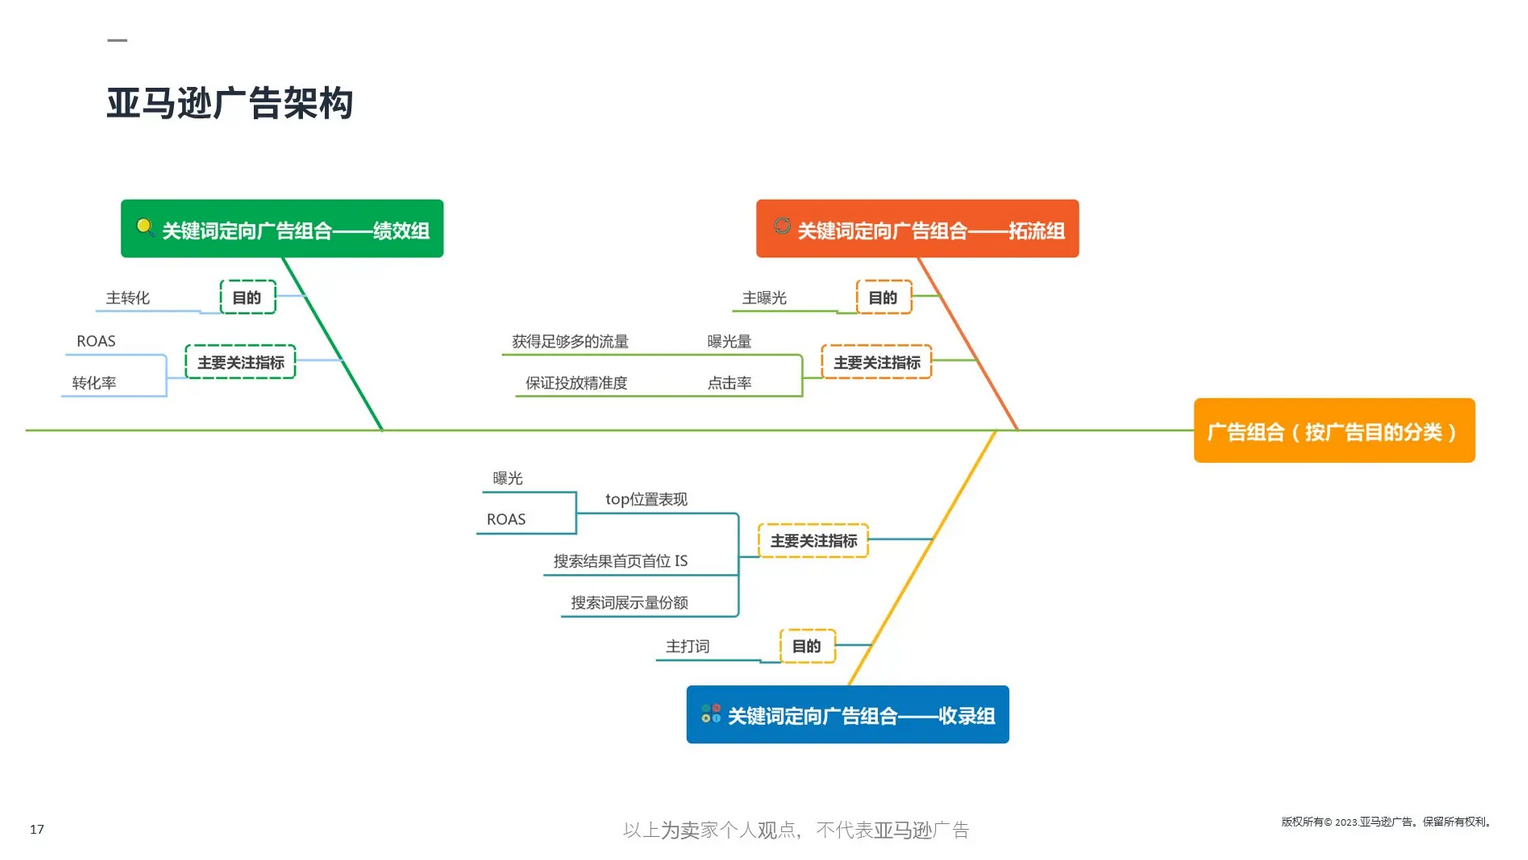 亚马逊广告架构
关键词定向广告组合——绩效组
目的
主转化
主要关注指标
ROAS
转化率
关键词定向广告组合——拓流组
目的
主曝光
主要关注指标
获得足够多的流量 曝光量
保证投放精准度 点击率
广告组合（按广告目的分类）
曝光
ROAS
top位置表现
主要关注指标
搜索结果首页首位 IS
搜索词展示量份额
主打词
目的
关键词定向广告组合——收录组
17
以上为卖家个人观点，不代表亚马逊广告
版权所有© 2023.亚马逊广告。保留所有权利。